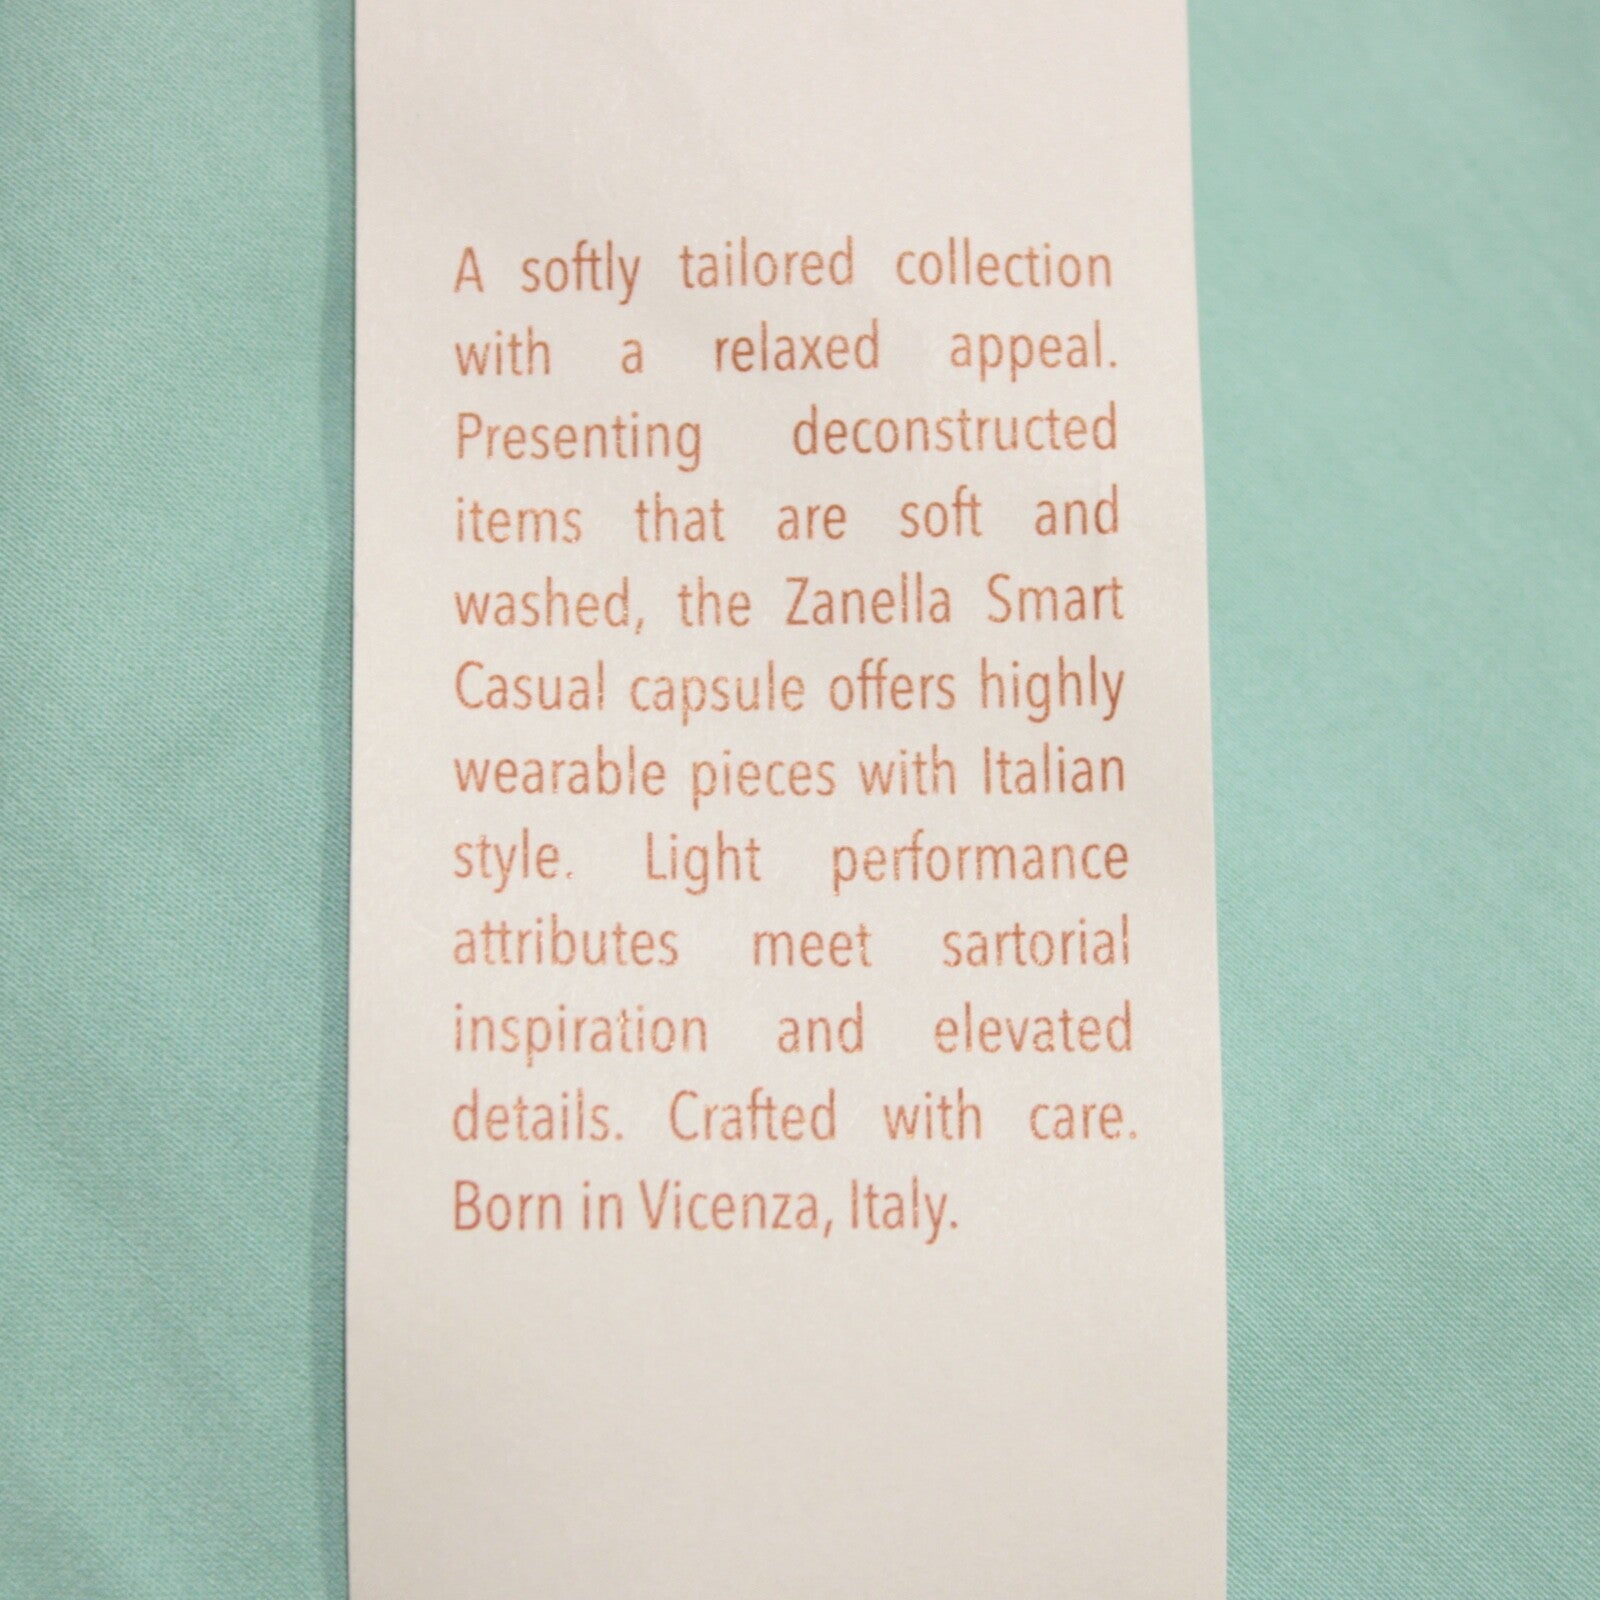 A softly tailored collection
with a relaxed appeal.
Presenting deconstructed
items that are soft and
washed, the Zanella Smart
Casual capsule offers highly
wearable pieces with Italian
style. Light performance
attributes meet sartorial
inspiration and elevated
details. Crafted with care.
Born in Vicenza, Italy.